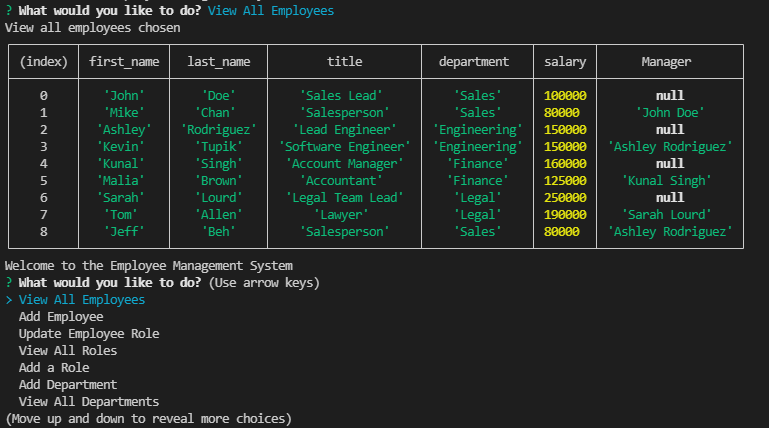 ? What would you like to do? View All Employees
View all employees chosen
(index) first_name last_name title department salary Manager
0 'John' 'Doe' 'Sales Lead' 'Sales' 100000 null
1 'Mike' 'Chan' 'Salesperson' 'Sales' 80000 'John Doe'
2 'Ashley' 'Rodriguez' 'Lead Engineer' 'Engineering' 150000 null
3 'Kevin' 'Tupik' 'Software Engineer' 'Engineering' 150000 'Ashley Rodriguez'
4 'Kunal' 'Singh' 'Account Manager' 'Finance' 160000 null
5 'Malia' 'Brown' 'Accountant' 'Finance' 125000 'Kunal Singh'
6 'Sarah' 'Lourd' 'Legal Team Lead' 'Legal' 250000 null
7 'Tom' 'Allen' 'Lawyer' 'Legal' 190000 'Sarah Lourd'
8 'Jeff' 'Beh' 'Salesperson' 'Sales' 80000 'Ashley Rodriguez'
Welcome to the Employee Management System
? What would you like to do? (Use arrow keys)
> View All Employees
Add Employee
Update Employee Role
View All Roles
Add a Role
Add Department
View All Departments
(Move up and down to reveal more choices)